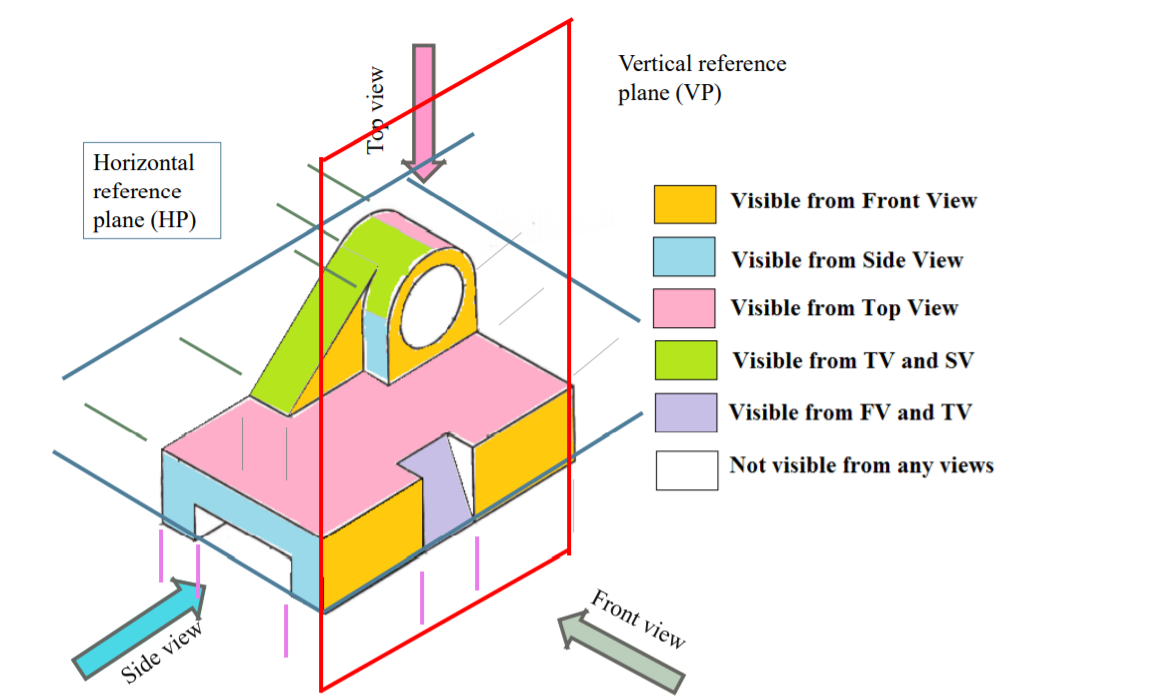 Top view
Vertical reference
plane (VP)
Horizontal
reference
plane (HP)
Visible from Front View
Visible from Side View
Visible from Top View
Visible from TV and SV
Visible from FV and TV
Not visible from any views
Side view
Front view